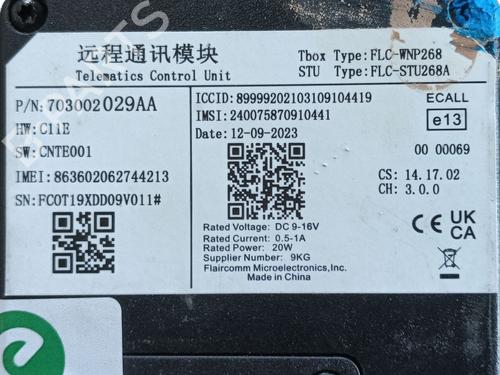 远程通讯模块
Telematics Control Unit
Tbox Type: FLC-WNP268
STU Type: FLC-STU268A
P/N: 703002029AA
HW: C11E
SW: CNTE001
IMEI: 863602062744213
SN: FC0T19XDD09V011#
ICCID: 89999202103109104419
IMSI: 240075870910441
Date: 12-09-2023
ECALL
e13
00 00069
CS: 14.17.02
CH: 3.0.0
CE UK CA
Rated Voltage: DC 9-16V
Rated Current: 0.5-1A
Rated Power: 20W
Supplier Number: 9KG
Flaircomm Microelectronics, Inc.
Made in China